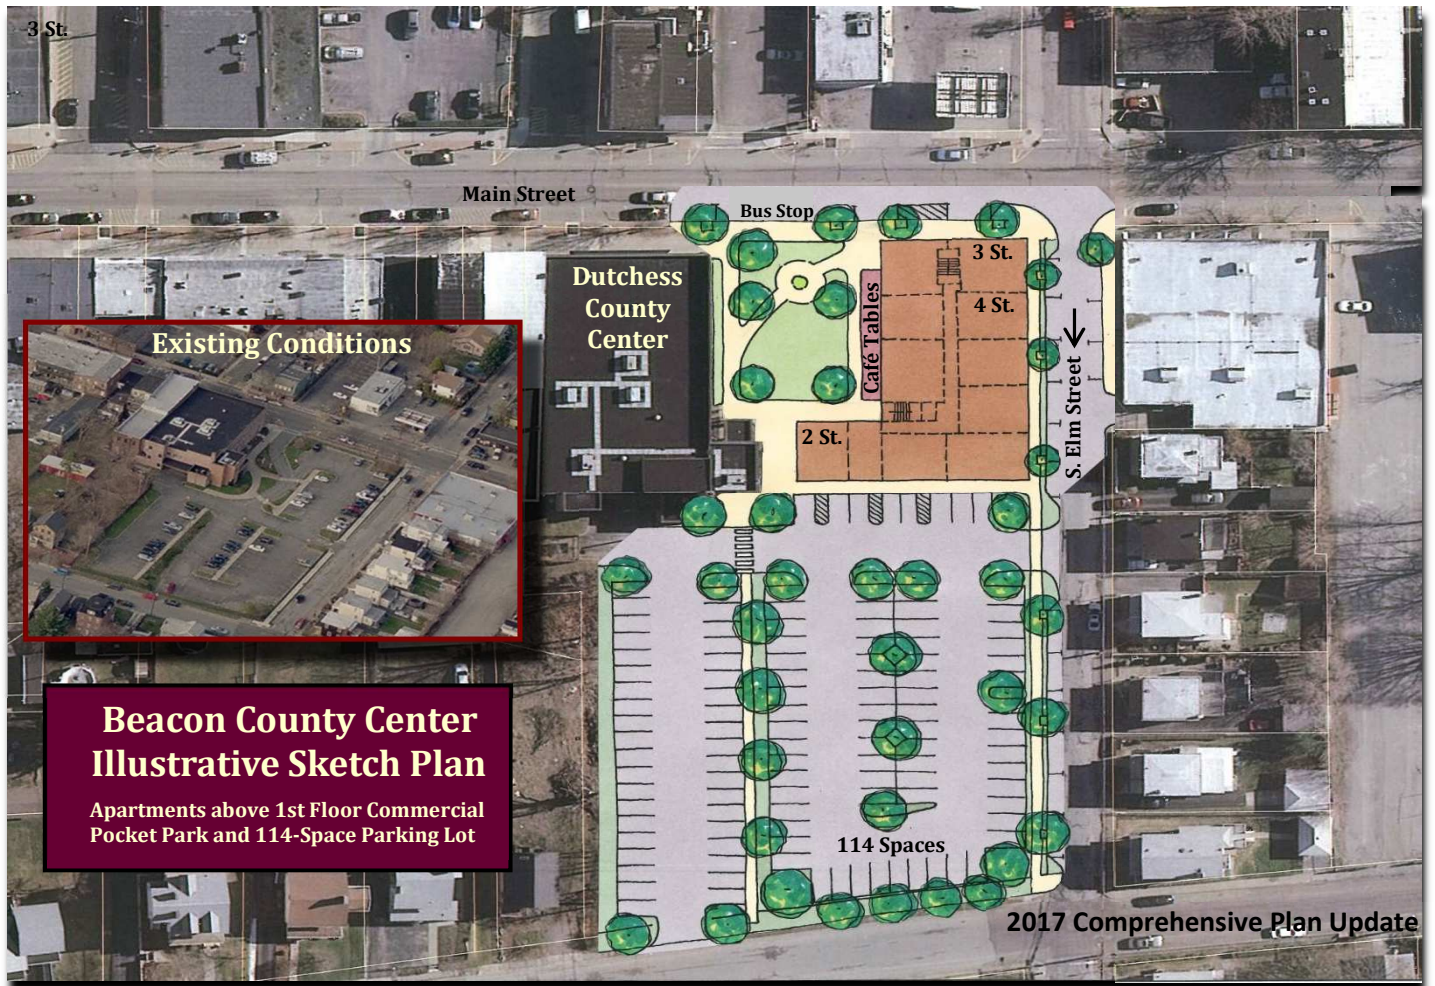 3 St.
Main Street
Bus Stop
Dutchess
County
Center
3 St.
4 St.
Café Tables
S. Elm Street
2 St.
Existing Conditions
Beacon County Center
Illustrative Sketch Plan
Apartments above 1st Floor Commercial
Pocket Park and 114-Space Parking Lot
114 Spaces
2017 Comprehensive Plan Update